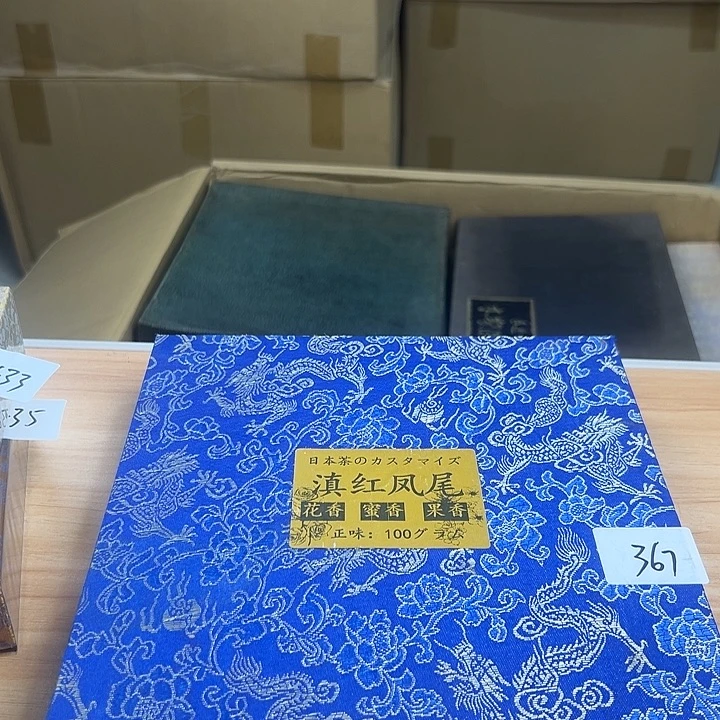 日本茶のカスタマイズ
滇红凤尾
花香 蜜香 果香
正味：100グラム
367
35